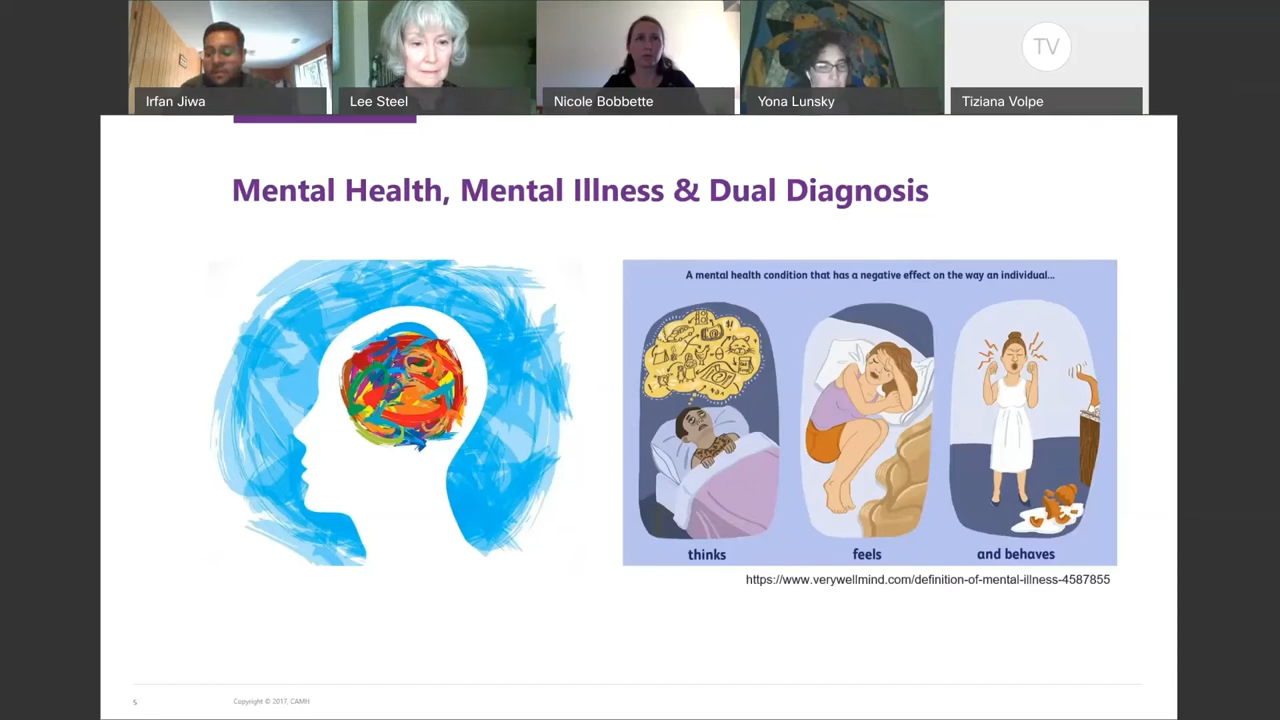 Irfan Jiwa
Lee Steel
Nicole Bobbette
Yona Lunsky
TV
Tiziana Volpe
Mental Health, Mental Illness & Dual Diagnosis
A mental health condition that has a negative effect on the way an individual...
thinks
feels
and behaves
https://www.verywellmind.com/definition-of-mental-illness-4587855
5
Copyright © 2017, CAMH